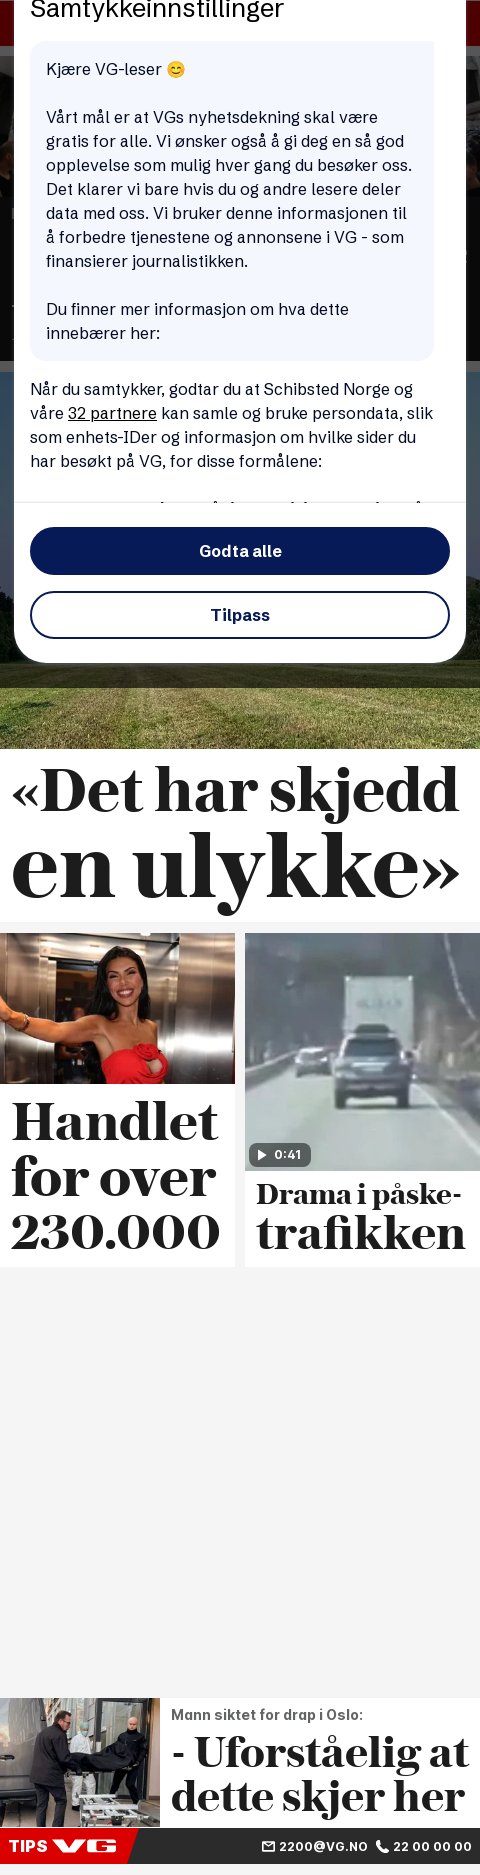 Samtykkeinnstillinger
Kjære VG-leser 😊
Vårt mål er at VGs nyhetsdekning skal være
gratis for alle. Vi ønsker også å gi deg en så god
opplevelse som mulig hver gang du besøker oss.
Det klarer vi bare hvis du og andre lesere deler
data med oss. Vi bruker denne informasjonen til
å forbedre tjenestene og annonsene i VG - som
finansierer journalistikken.
Du finner mer informasjon om hva dette
innebærer her:
Når du samtykker, godtar du at Schibsted Norge og
våre 32 partnere kan samle og bruke persondata, slik
som enhets-IDer og informasjon om hvilke sider du
har besøkt på VG, for disse formålene:
Godta alle
Tilpass
«Det har skjedd
en ulykke»
Handlet
for over
230.000
0:41
Drama i påske-
trafikken
Mann siktet for drap i Oslo:
- Uforståelig at
dette skjer her
TIPS VG
2200@VG.NO 22 00 00 00